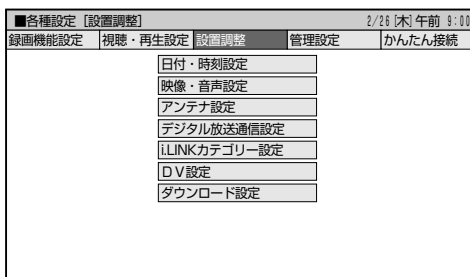 ■各種設定［設置調整］ 2/26[木]午前 9:00
録画機能設定 視聴・再生設定 設置調整 管理設定 かんたん接続
日付・時刻設定
映像・音声設定
アンテナ設定
デジタル放送通信設定
i.LINKカテゴリー設定
ＤＶ設定
ダウンロード設定